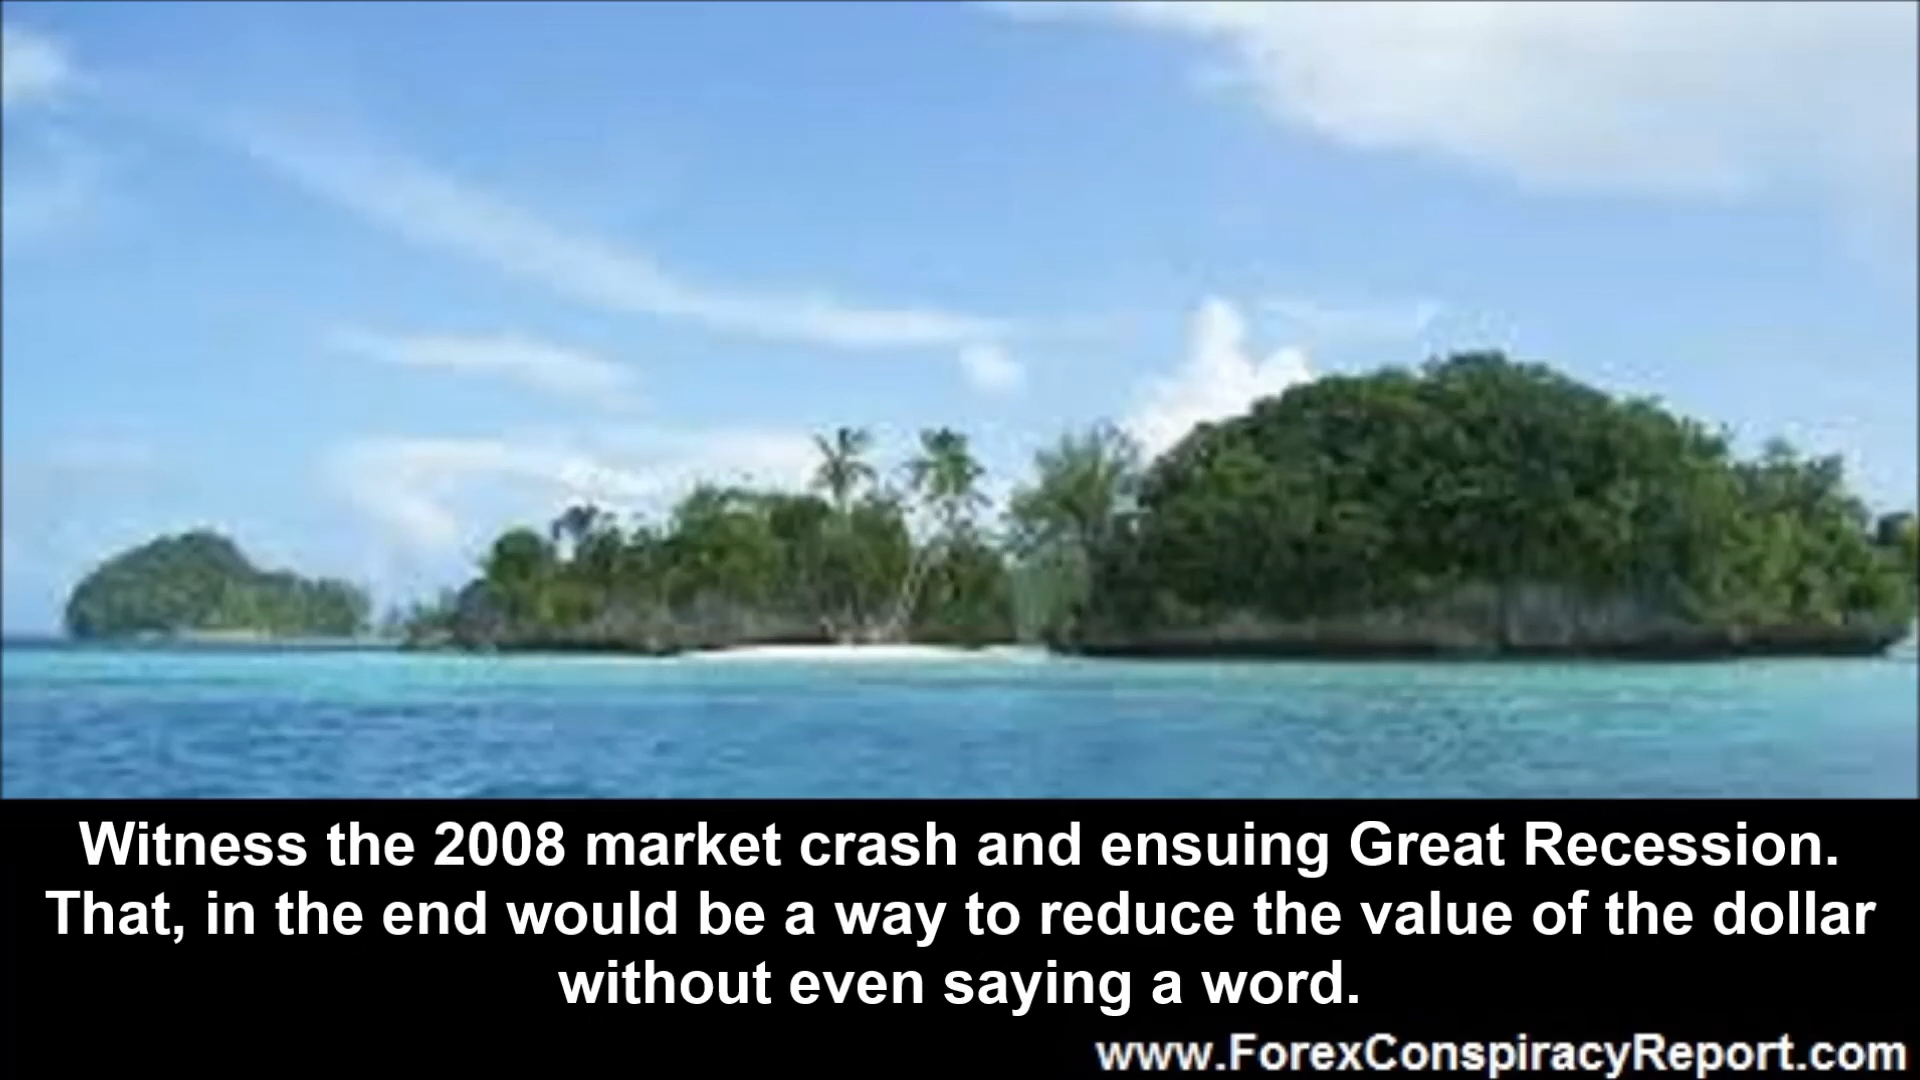 Witness the 2008 market crash and ensuing Great Recession.
That, in the end would be a way to reduce the value of the dollar
without even saying a word.
www.ForexConspiracyReport.com